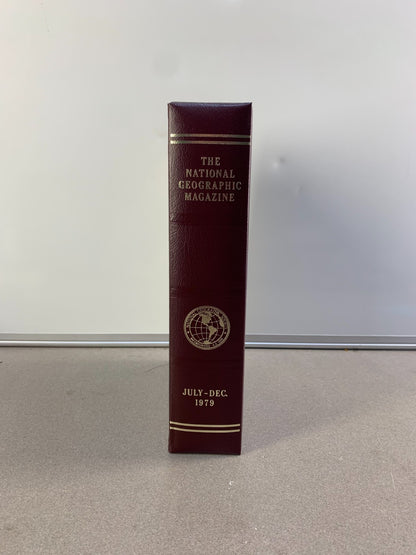 THE
NATIONAL
GEOGRAPHIC
MAGAZINE
JULY-DEC.
1979